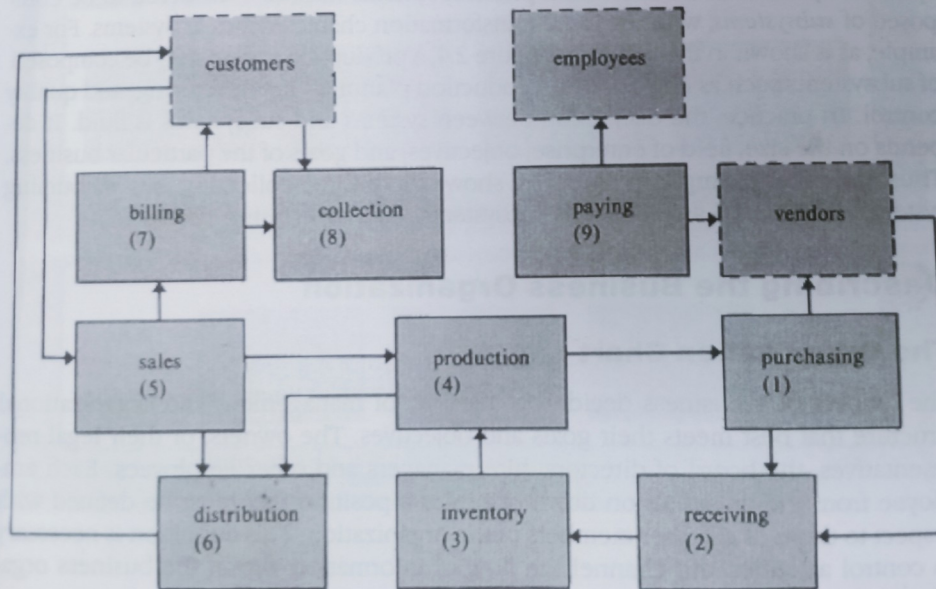 customers
employees
billing
(7)
collection
(8)
paying
(9)
vendors
sales
(5)
production
(4)
purchasing
(1)
distribution
(6)
inventory
(3)
receiving
(2)